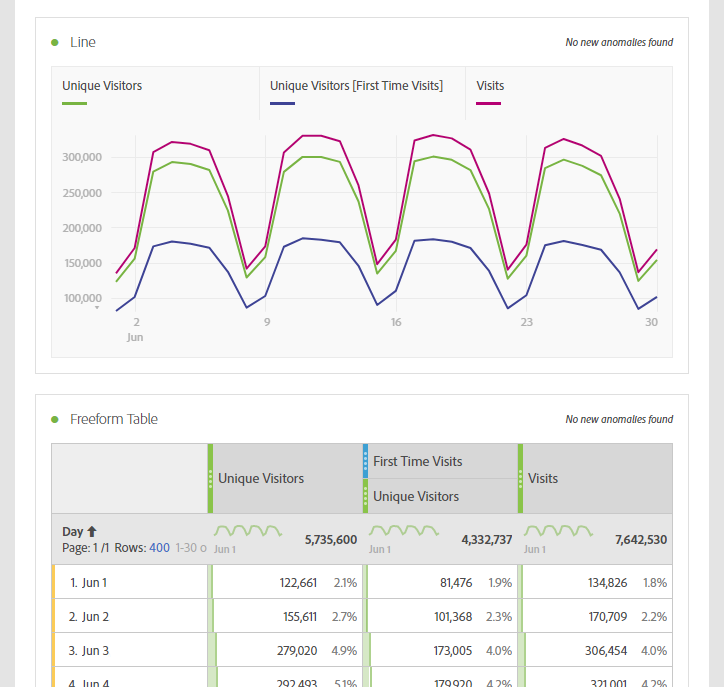 Line
No new anomalies found
Unique Visitors
Unique Visitors [First Time Visits]
Visits
300,000
250,000
200,000
150,000
100,000
2 9 16 23 30
Jun
Freeform Table
No new anomalies found
First Time Visits
Unique Visitors
Unique Visitors
Visits
Day
Page: 1 /1 Rows: 400 1-30 o
Jun 1 5,735,600
Jun 1 4,332,737
Jun 1 7,642,530
1. Jun 1 122,661 2.1% 81,476 1.9% 134,826 1.8%
2. Jun 2 155,611 2.7% 101,368 2.3% 170,709 2.2%
3. Jun 3 279,020 4.9% 173,005 4.0% 306,454 4.0%
4. Jun 4 292,493 5.1% 179,920 4.2% 321,001 4.2%